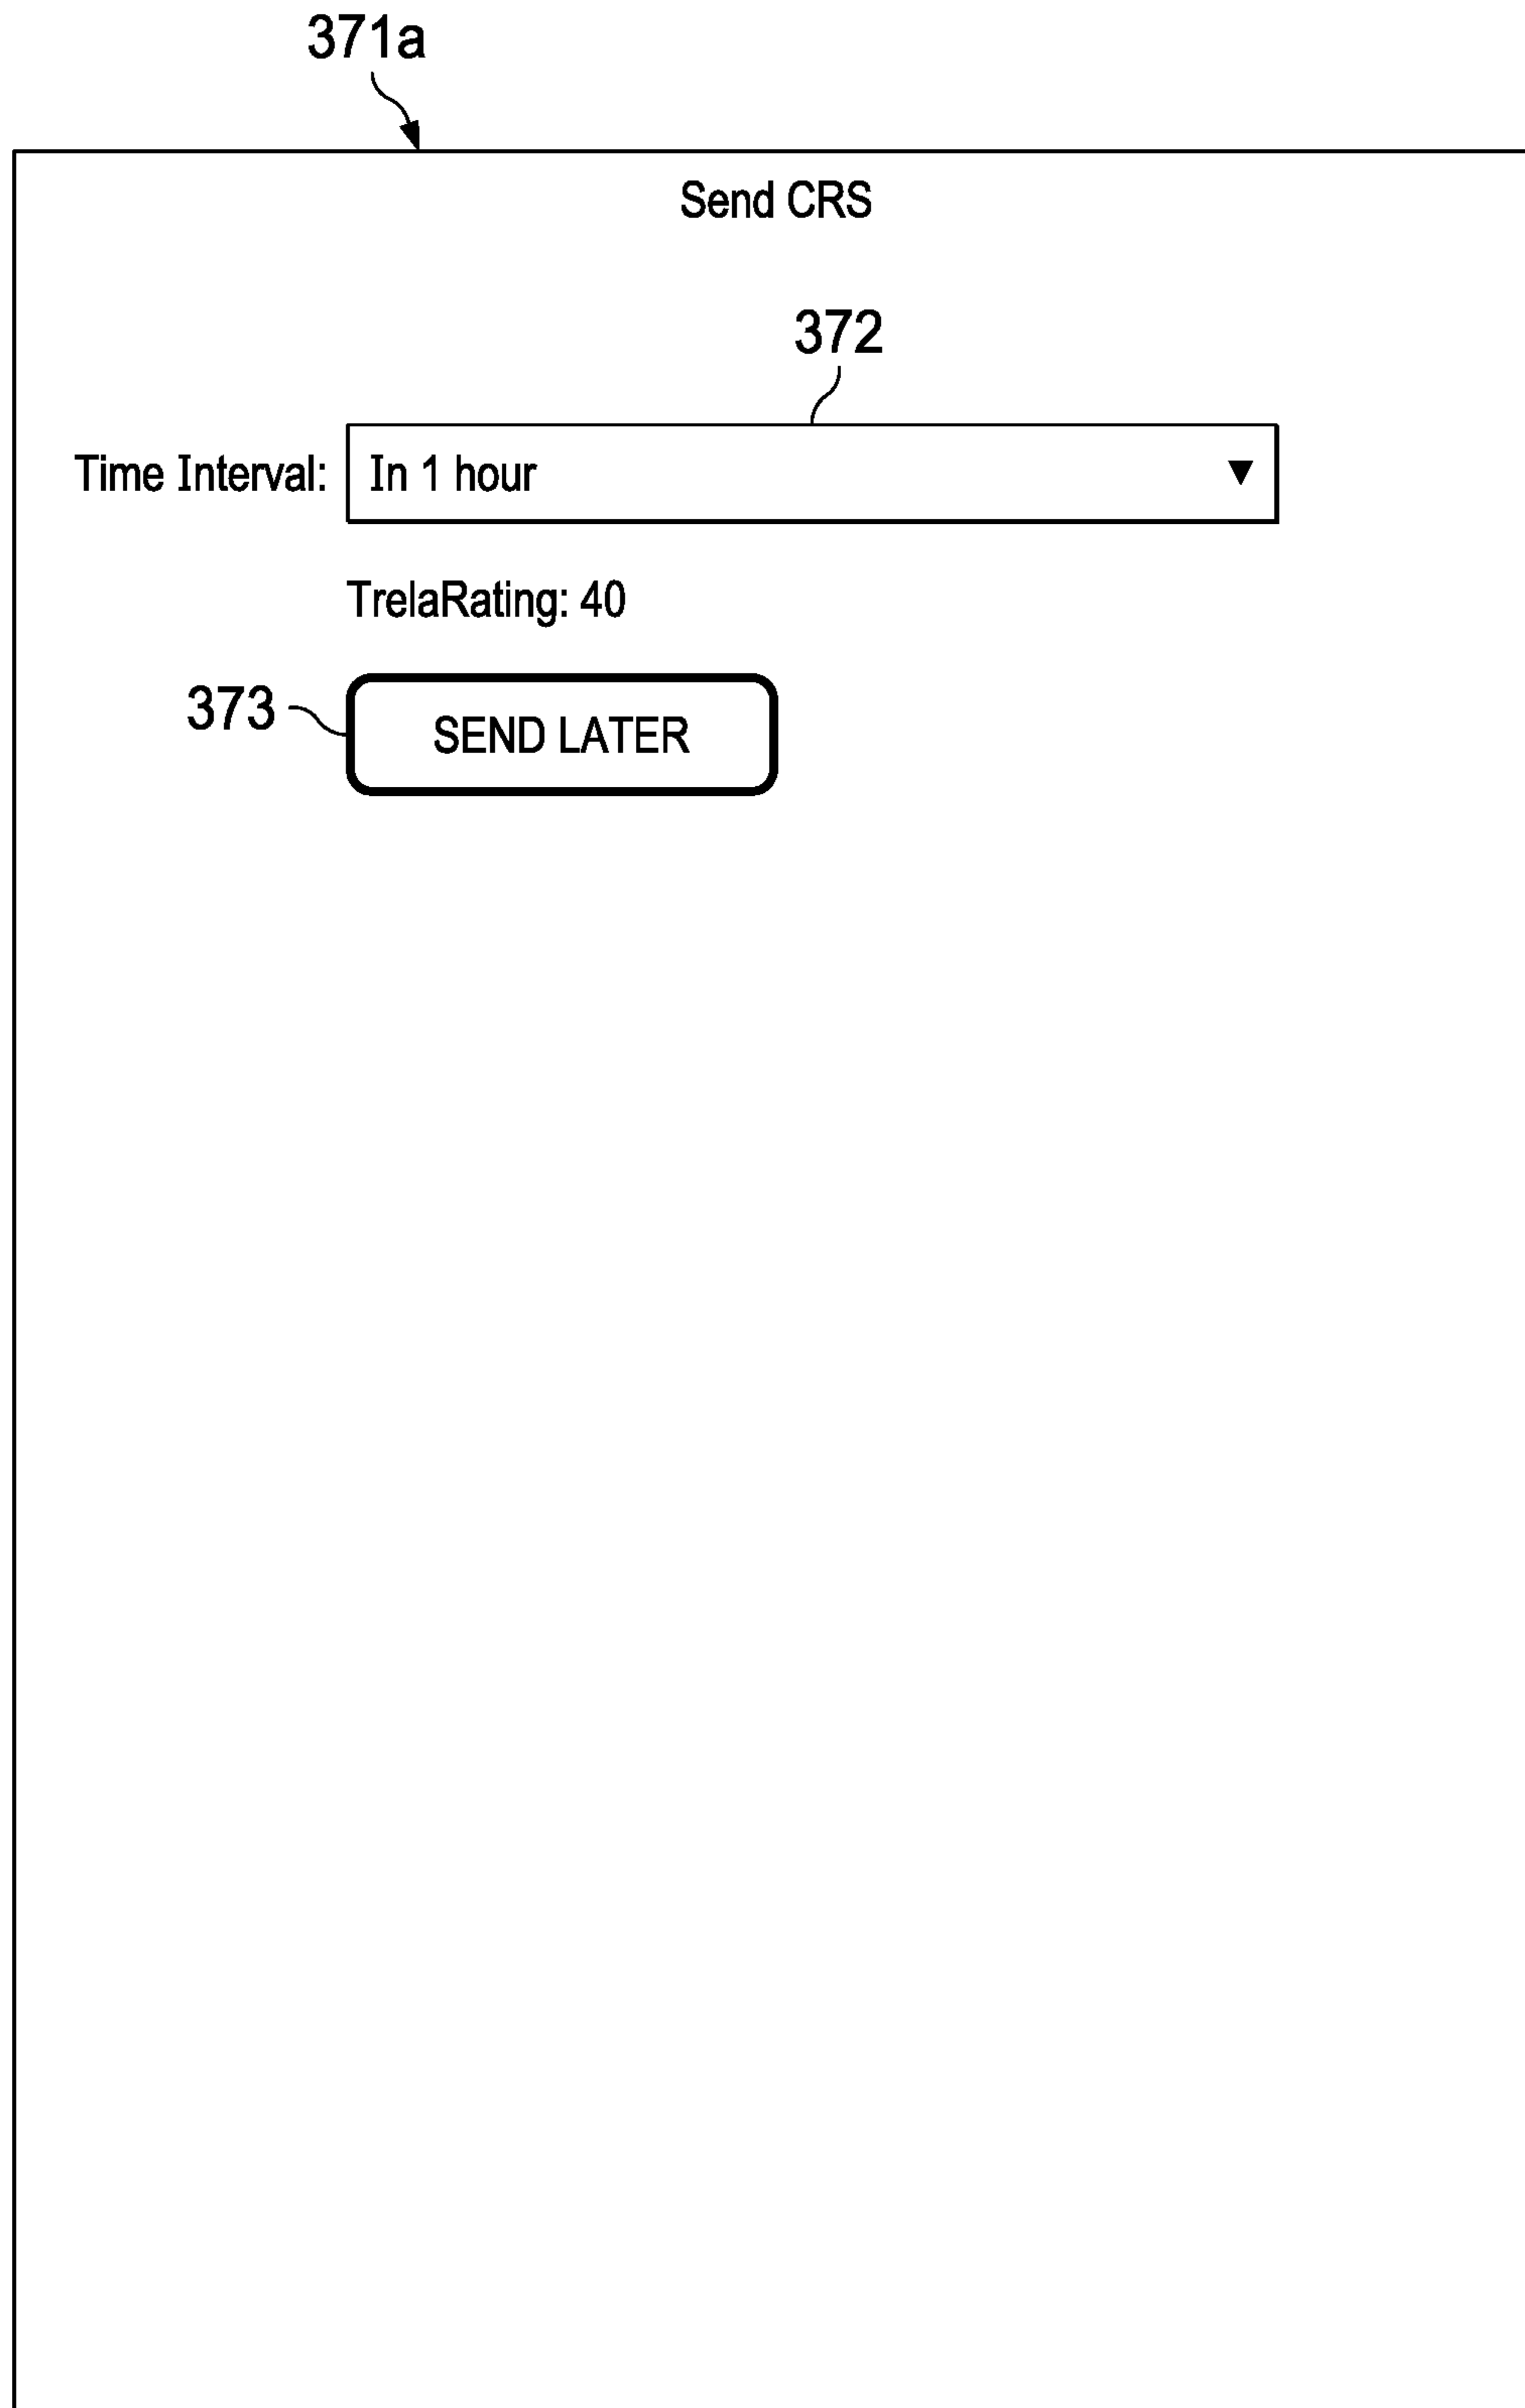 371a
Send CRS
372
Time Interval: In 1 hour
TrelaRating: 40
373 SEND LATER